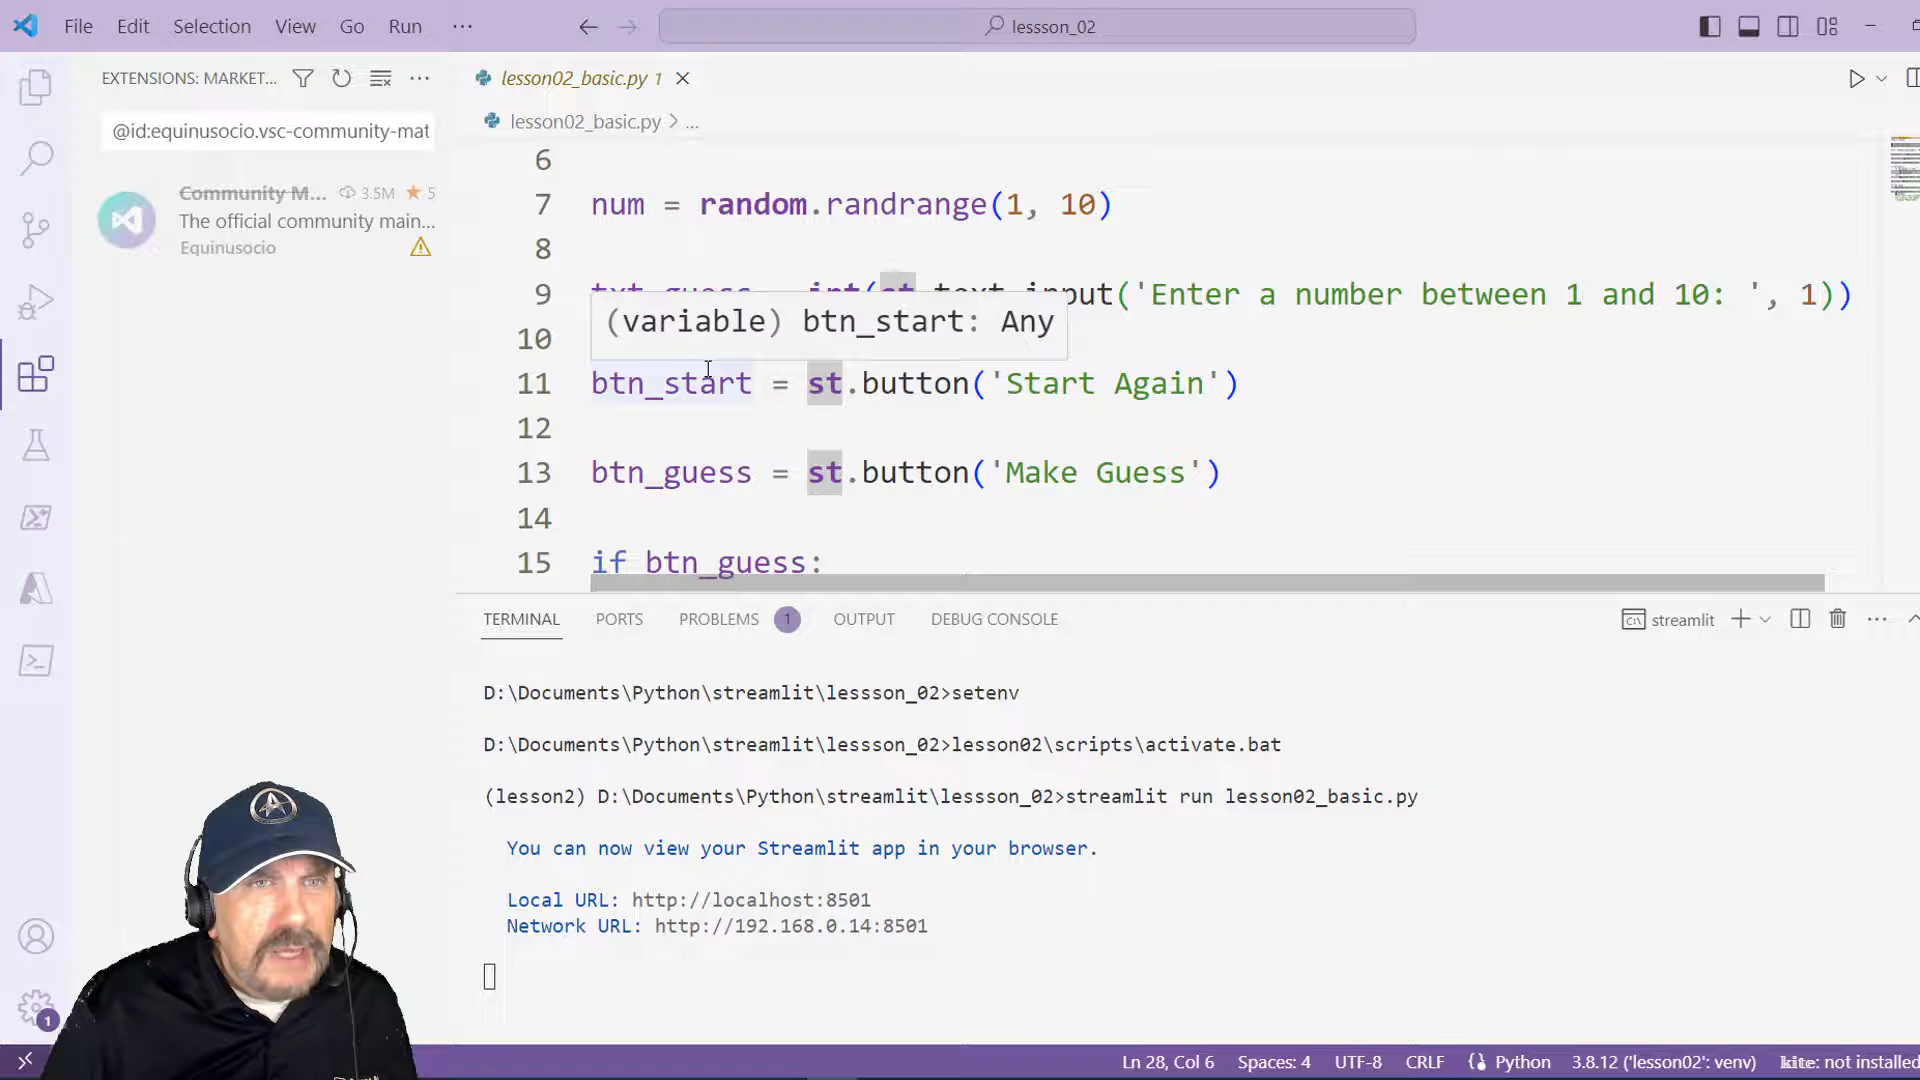 File Edit Selection View Go Run ... lessson_02
EXTENSIONS: MARKET... ...
@id:equinusocio.vsc-community-mat
Community M... 3.5M 5
The official community main...
Equinusocio
lesson02_basic.py 1
lesson02_basic.py > ...
6
7 num = random.randrange(1, 10)
8
9 txt_guess = int(st.text_input('Enter a number between 1 and 10: ', 1))
(variable) btn_start: Any
10
11 btn_start = st.button('Start Again')
12
13 btn_guess = st.button('Make Guess')
14
15 if btn_guess:
TERMINAL PORTS PROBLEMS 1 OUTPUT DEBUG CONSOLE streamlit
D:\Documents\Python\streamlit\lessson_02>setenv
D:\Documents\Python\streamlit\lessson_02>lesson02\scripts\activate.bat
(lesson2) D:\Documents\Python\streamlit\lessson_02>streamlit run lesson02_basic.py
You can now view your Streamlit app in your browser.
Local URL: http://localhost:8501
Network URL: http://192.168.0.14:8501
1
Ln 28, Col 6 Spaces: 4 UTF-8 CRLF Python 3.8.12 ('lesson02': venv) kite: not installed